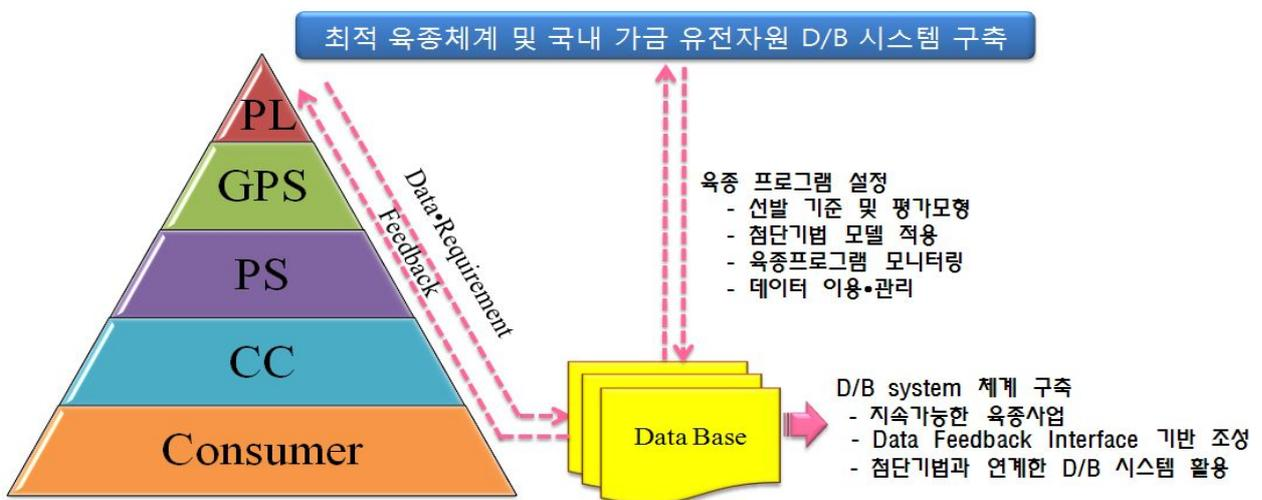 최적 육종체계 및 국내 가금 유전자원 D/B 시스템 구축
PL
GPS
PS
CC
Consumer
Data•Requirement
Feedback
육종 프로그램 설정
- 선발 기준 및 평가모형
- 첨단기법 모델 적용
- 육종프로그램 모니터링
- 데이터 이용•관리
Data Base
D/B system 체계 구축
- 지속가능한 육종사업
- Data Feedback Interface 기반 조성
- 첨단기법과 연계한 D/B 시스템 활용